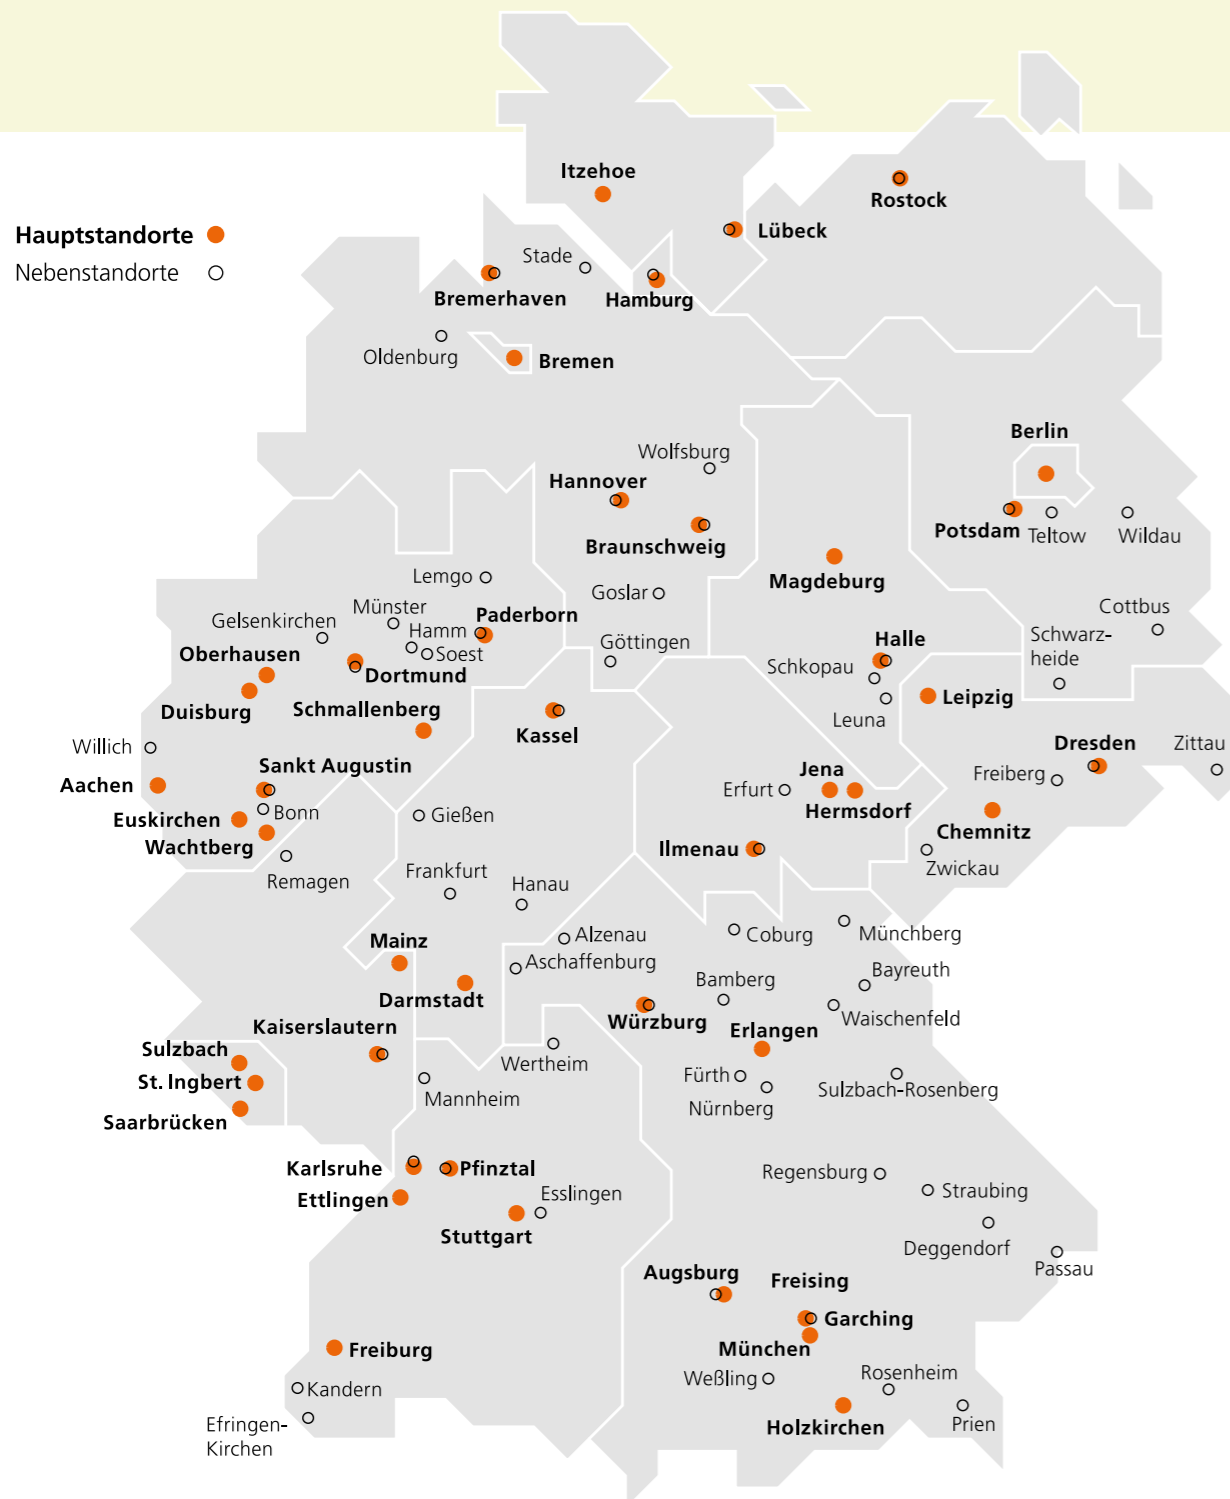 Itzehoe
Rostock
Lübeck
Hauptstandorte
Nebenstandorte
Stade
Bremerhaven
Hamburg
Oldenburg
Bremen
Berlin
Wolfsburg
Hannover
Braunschweig
Potsdam
Teltow
Wildau
Magdeburg
Lemgo
Goslar
Münster
Gelsenkirchen
Paderborn
Hamm
Soest
Göttingen
Cottbus
Schwarz-
heide
Halle
Schkopau
Oberhausen
Dortmund
Duisburg
Schmallenberg
Kassel
Leuna
Leipzig
Willich
Dresden
Zittau
Sankt Augustin
Aachen
Jena
Freiberg
Erfurt
Hermsdorf
Bonn
Gießen
Euskirchen
Wachtberg
Chemnitz
Ilmenau
Zwickau
Remagen
Frankfurt
Hanau
Alzenau
Coburg
Münchberg
Mainz
Aschaffenburg
Bayreuth
Bamberg
Darmstadt
Würzburg
Waischenfeld
Kaiserslautern
Erlangen
Sulzbach
Wertheim
St. Ingbert
Fürth
Sulzbach-Rosenberg
Mannheim
Nürnberg
Saarbrücken
Karlsruhe
Pfinztal
Regensburg
Straubing
Ettlingen
Esslingen
Stuttgart
Deggendorf
Passau
Augsburg
Freising
Garching
Freiburg
München
Weßling
Rosenheim
Kandern
Holzkirchen
Prien
Efringen-
Kirchen